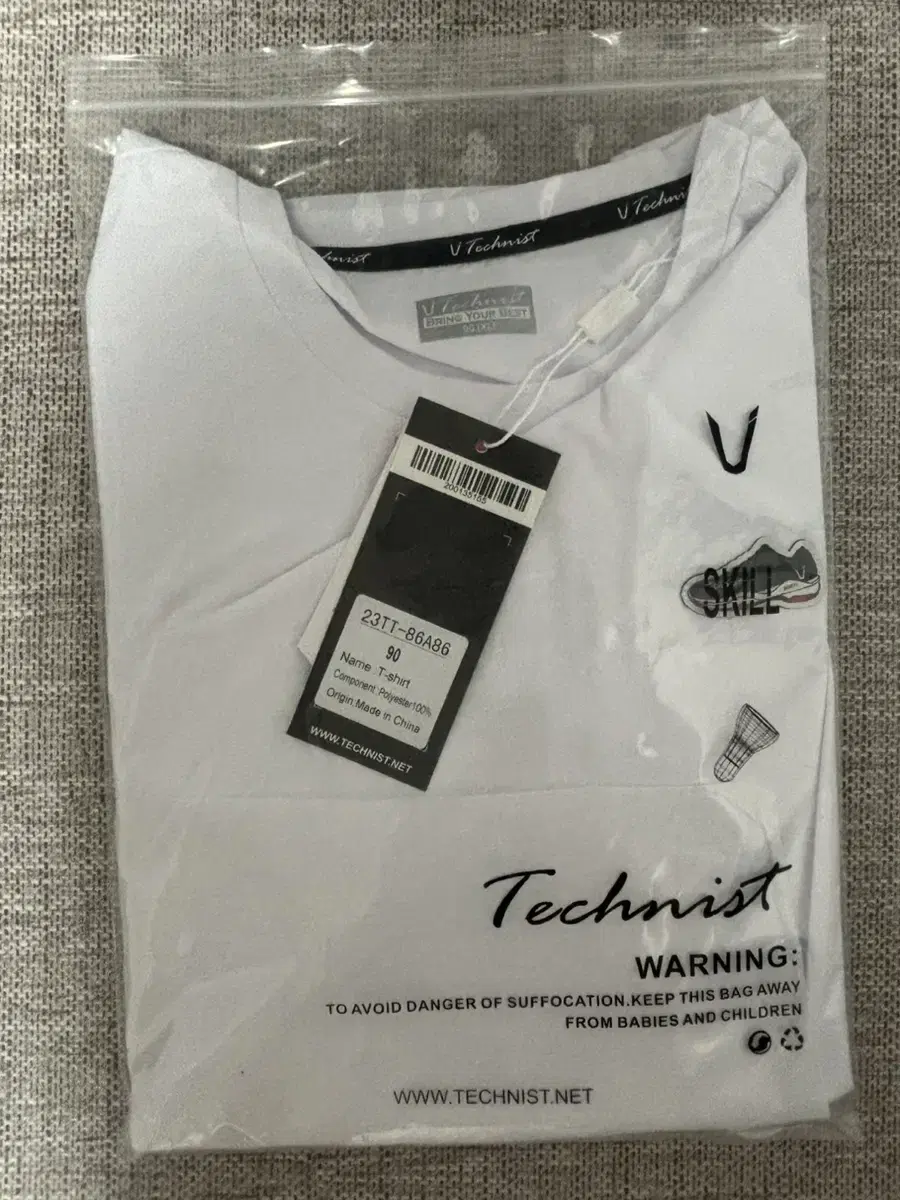 V Technist
V Technist
V Technist
BRING YOUR BEST
200135165
SKILL
23TT-86A86
90
Name :T-shirt
Component:Polyester100%
Origin:Made in China
WWW.TECHNIST.NET
Technist
WARNING:
TO AVOID DANGER OF SUFFOCATION.KEEP THIS BAG AWAY
FROM BABIES AND CHILDREN
WWW.TECHNIST.NET